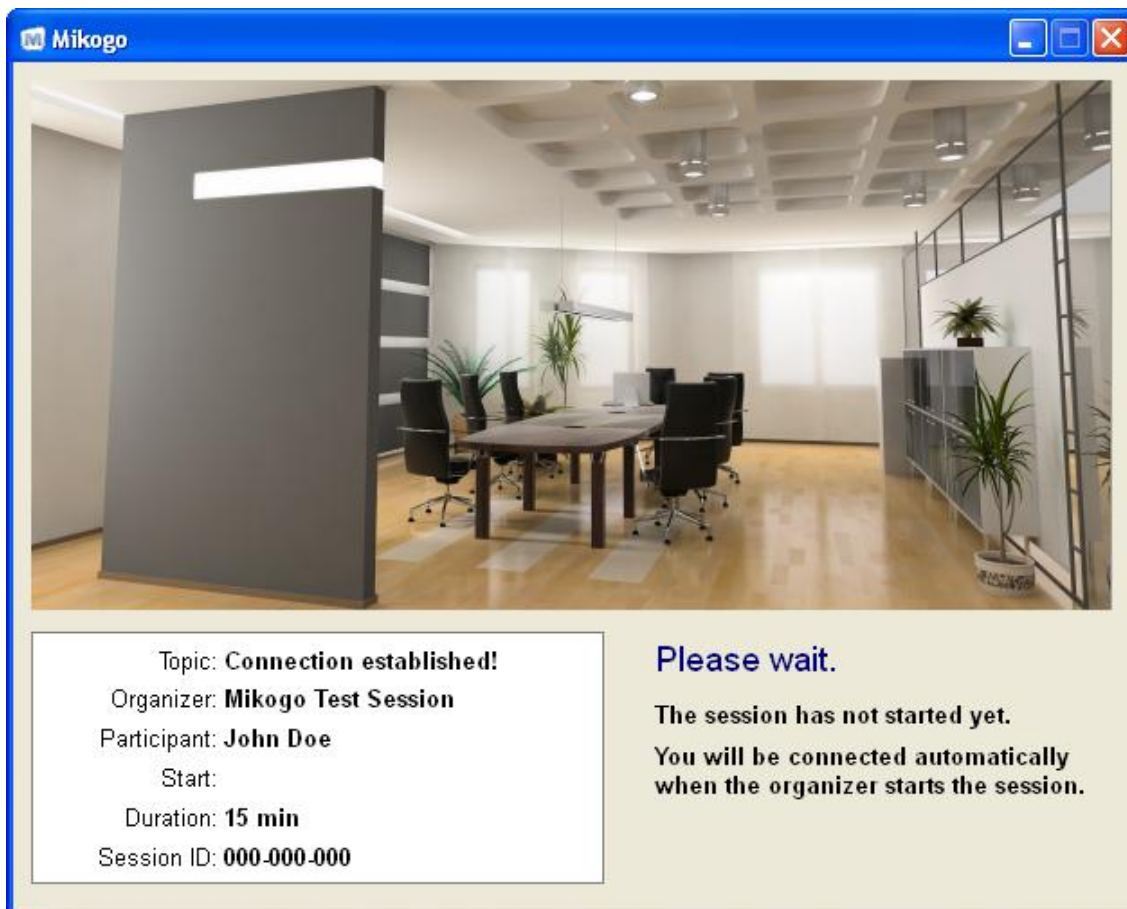 Mikogo
Topic: Connection established!
Organizer: Mikogo Test Session
Participant: John Doe
Start:
Duration: 15 min
Session ID: 000-000-000
Please wait.
The session has not started yet.
You will be connected automatically
when the organizer starts the session.